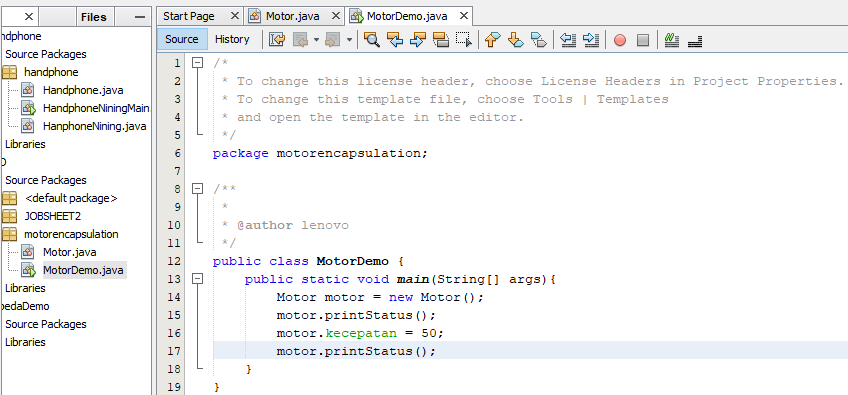 Files
Start Page
Motor.java
MotorDemo.java
Source
History
Source Packages
handphone
Handphone.java
HandphoneNiningMain.
HanphoneNining.java
Libraries
Source Packages
<default package>
JOBSHEET2
motorencapsulation
Motor.java
MotorDemo.java
Libraries
Source Packages
Libraries
1 /*
2 * To change this license header, choose License Headers in Project Properties.
3 * To change this template file, choose Tools | Templates
4 * and open the template in the editor.
5 */
6 package motorencapsulation;
7
8 /**
9 *
10 * @author lenovo
11 */
12 public class MotorDemo {
13 public static void main(String[] args){
14 Motor motor = new Motor();
15 motor.printStatus();
16 motor.kecepatan = 50;
17 motor.printStatus();
18 }
19 }